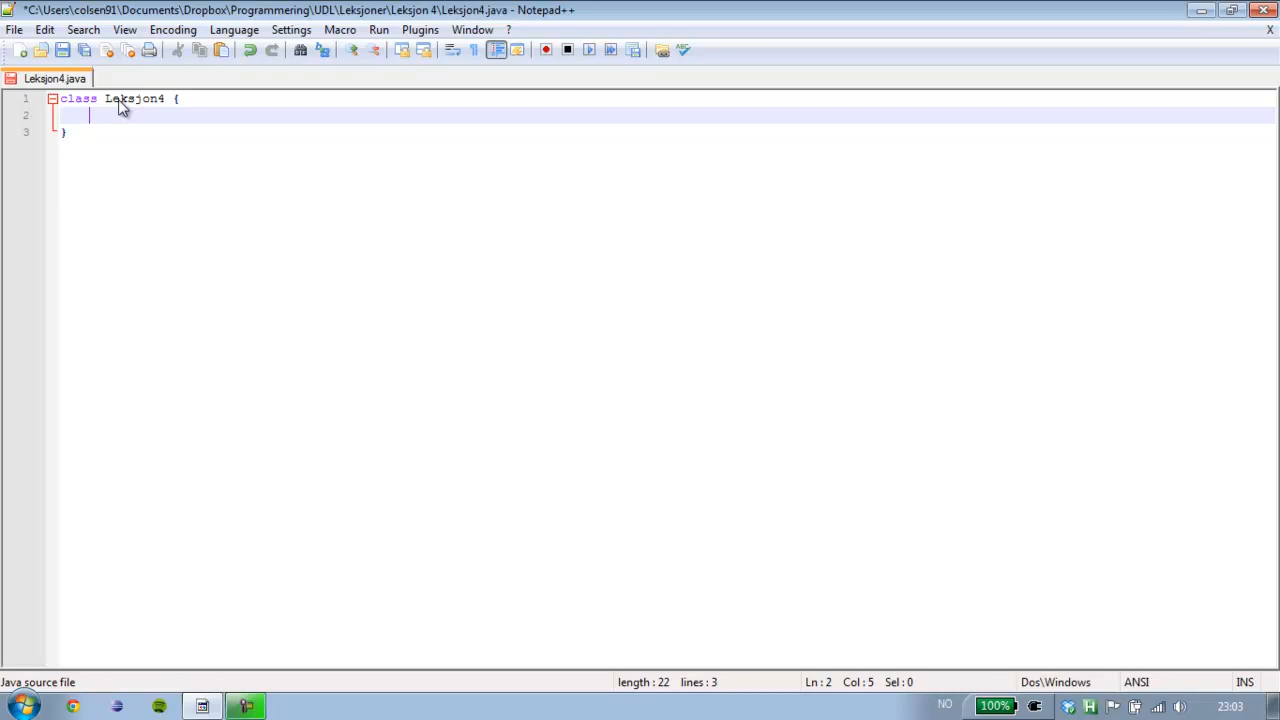 *C:\Users\colsen91\Documents\Dropbox\Programmering\UDL\Leksjoner\Leksjon 4\Leksjon4.java - Notepad++
File Edit Search View Encoding Language Settings Macro Run Plugins Window ? X
Leksjon4.java
1 class Leksjon4 {
2
3 }
Java source file length : 22 lines : 3 Ln : 2 Col : 5 Sel : 0 Dos\Windows ANSI INS
NO 100% 23:03